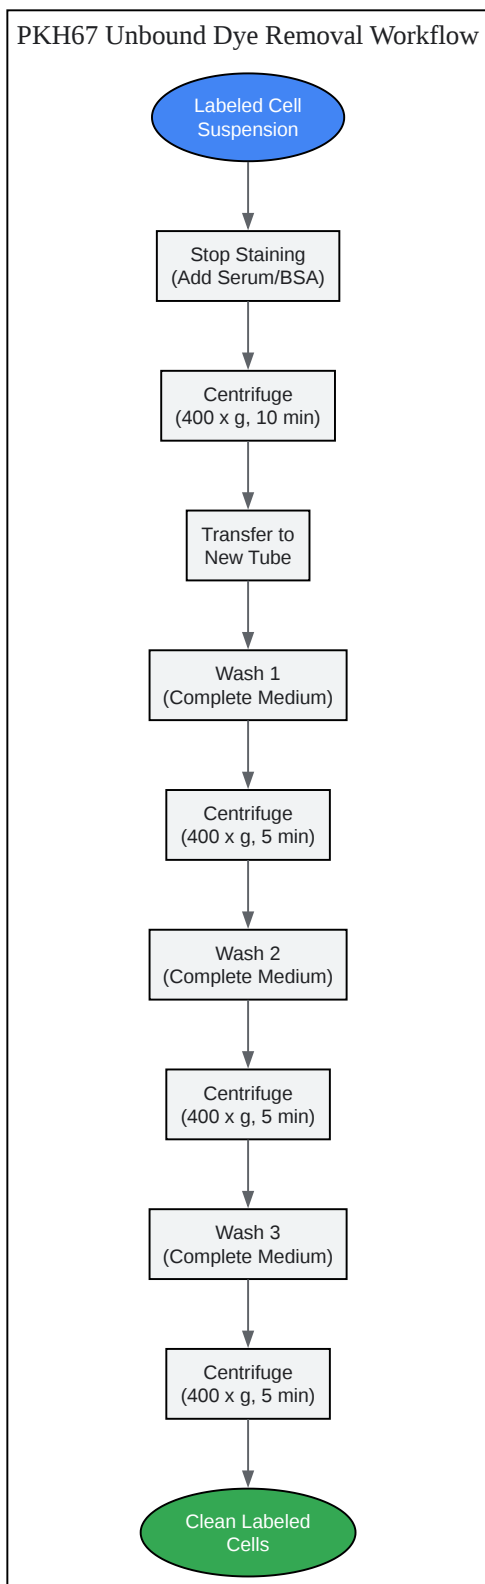 PKH67 Unbound Dye Removal Workflow
Labeled Cell
Suspension
Stop Staining
(Add Serum/BSA)
Centrifuge
(400 x g, 10 min)
Transfer to
New Tube
Wash 1
(Complete Medium)
Centrifuge
(400 x g, 5 min)
Wash 2
(Complete Medium)
Centrifuge
(400 x g, 5 min)
Wash 3
(Complete Medium)
Centrifuge
(400 x g, 5 min)
Clean Labeled
Cells